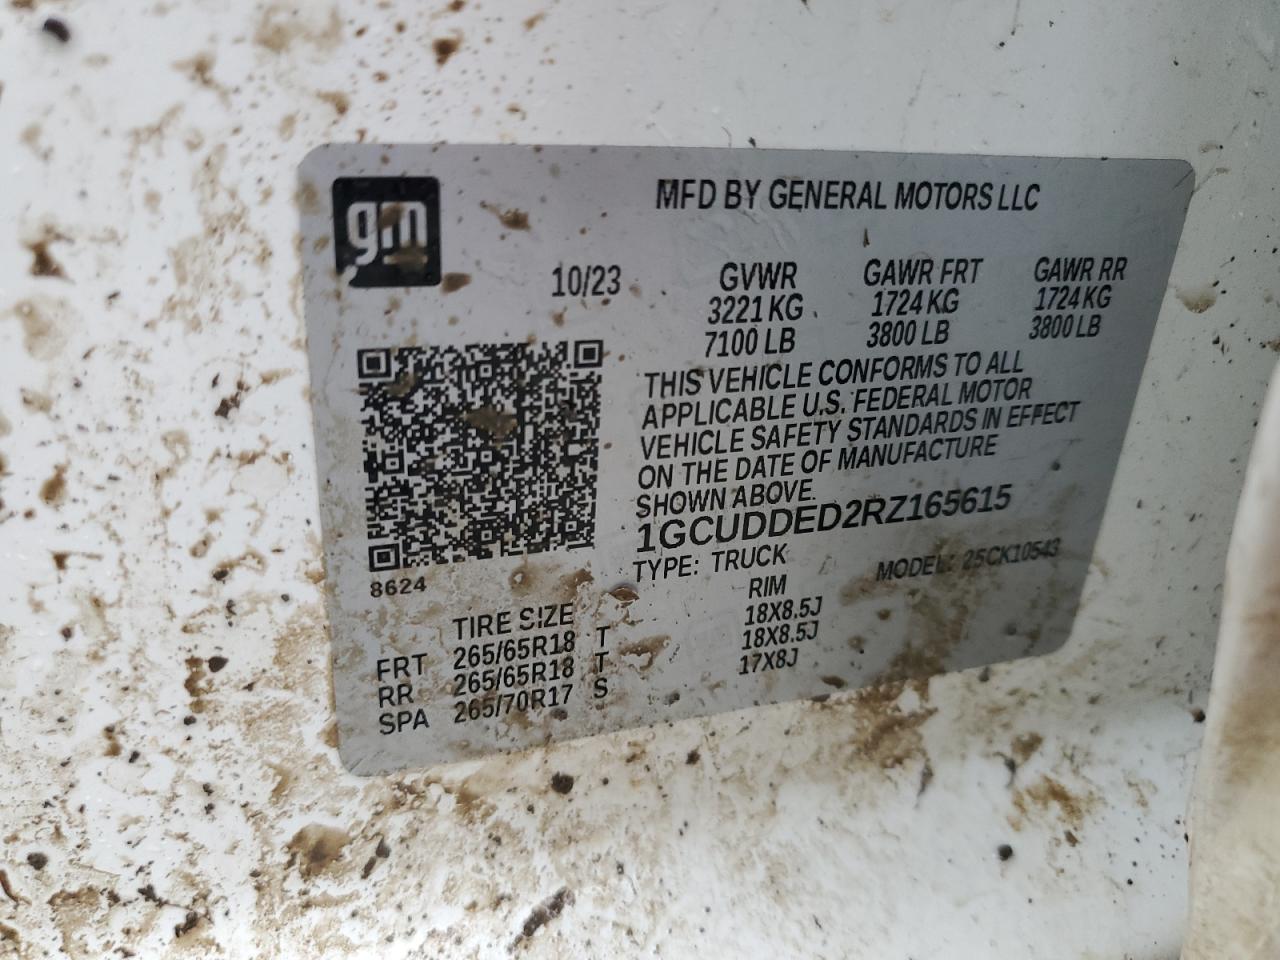 gm
MFD BY GENERAL MOTORS LLC
10/23 GVWR GAWR FRT GAWR RR
3221 KG 1724 KG 1724 KG
7100 LB 3800 LB 3800 LB
THIS VEHICLE CONFORMS TO ALL
APPLICABLE U.S. FEDERAL MOTOR
VEHICLE SAFETY STANDARDS IN EFFECT
ON THE DATE OF MANUFACTURE
SHOWN ABOVE.
1GCUDDED2RZ165615
TYPE: TRUCK MODEL: 25CK10543
8624
TIRE SIZE RIM
FRT 265/65R18 T 18X8.5J
RR 265/65R18 T 18X8.5J
SPA 265/70R17 S 17X8J